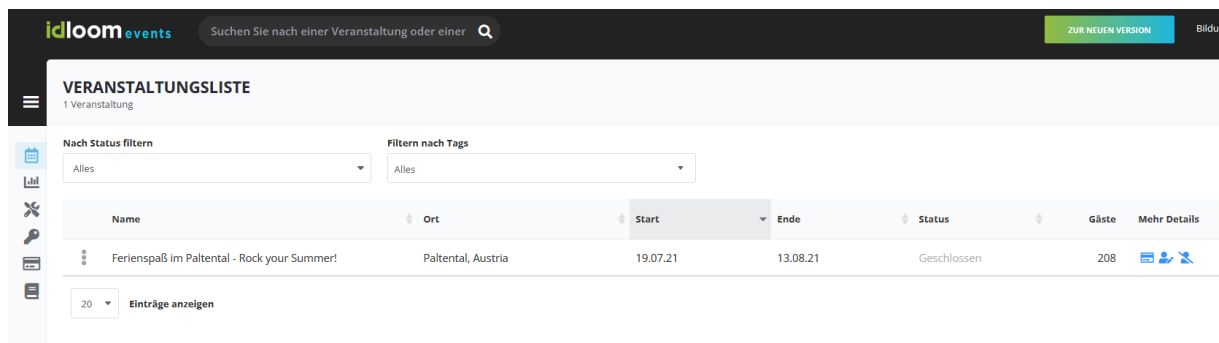 idloom events
Suchen Sie nach einer Veranstaltung oder einer
ZUR NEUEN VERSION
Bildu
VERANSTALTUNGSLISTE
1 Veranstaltung
Nach Status filtern Filtern nach Tags
Alles Alles
Name Ort Start Ende Status Gäste Mehr Details
Ferienspaß im Paltental - Rock your Summer! Paltental, Austria 19.07.21 13.08.21 Geschlossen 208
20 Einträge anzeigen